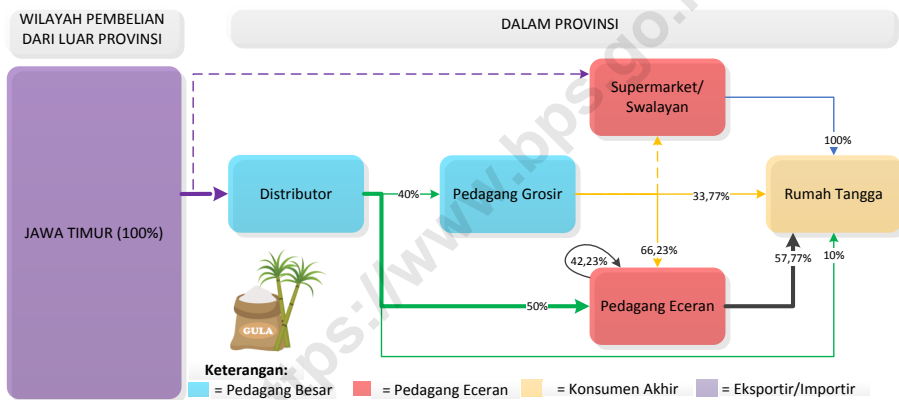 WILAYAH PEMBELIAN
DARI LUAR PROVINSI
DALAM PROVINSI
Supermarket/
Swalayan
100%
JAWA TIMUR (100%)
Distributor
40%
Pedagang Grosir
33,77%
Rumah Tangga
66,23%
57,77%
10%
42,23%
50%
Pedagang Eceran
GULA
Keterangan:
= Pedagang Besar
= Pedagang Eceran
= Konsumen Akhir
= Eksportir/Importir